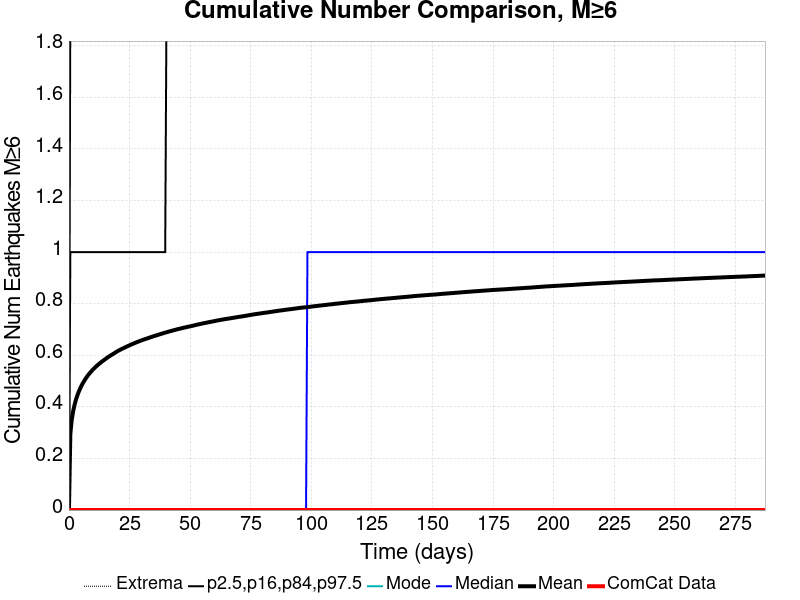 Cumulative Number Comparison, M≥6
Cumulative Num Earthquakes M≥6
1.8
1.6
1.4
1.2
1
0.8
0.6
0.4
0.2
0
0 25 50 75 100 125 150 175 200 225 250 275
Time (days)
Extrema p2.5,p16,p84,p97.5 Mode Median Mean ComCat Data